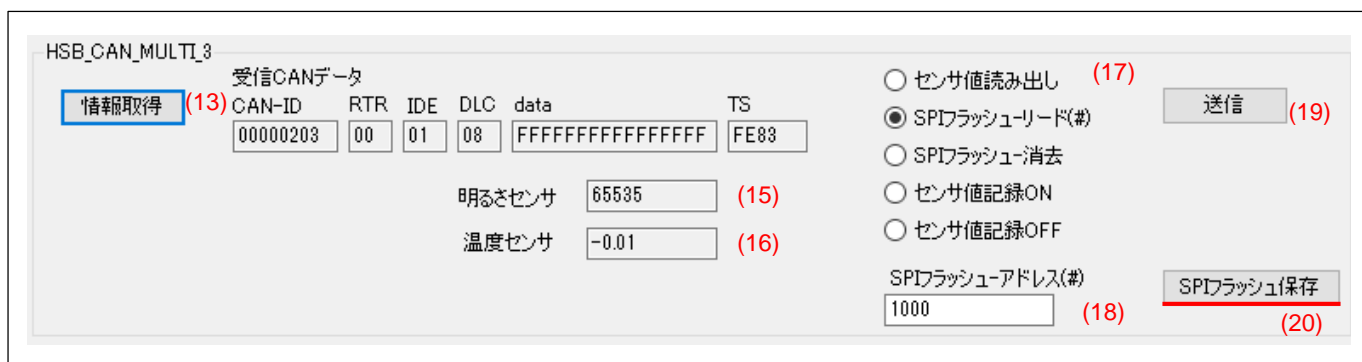 HSB_CAN_MULTI_3
受信CANデータ
情報取得 (13) CAN-ID RTR IDE DLC data TS
00000203 00 01 08 FFFFFFFFFFFFFFFF FE83
明るさセンサ 65535 (15)
温度センサ -0.01 (16)
センサ値読み出し (17)
SPIフラッシュ-リード(#)
SPIフラッシュ-消去
センサ値記録ON
センサ値記録OFF
送信 (19)
SPIフラッシュ-アドレス(#)
1000 (18)
SPIフラッシュ保存
(20)